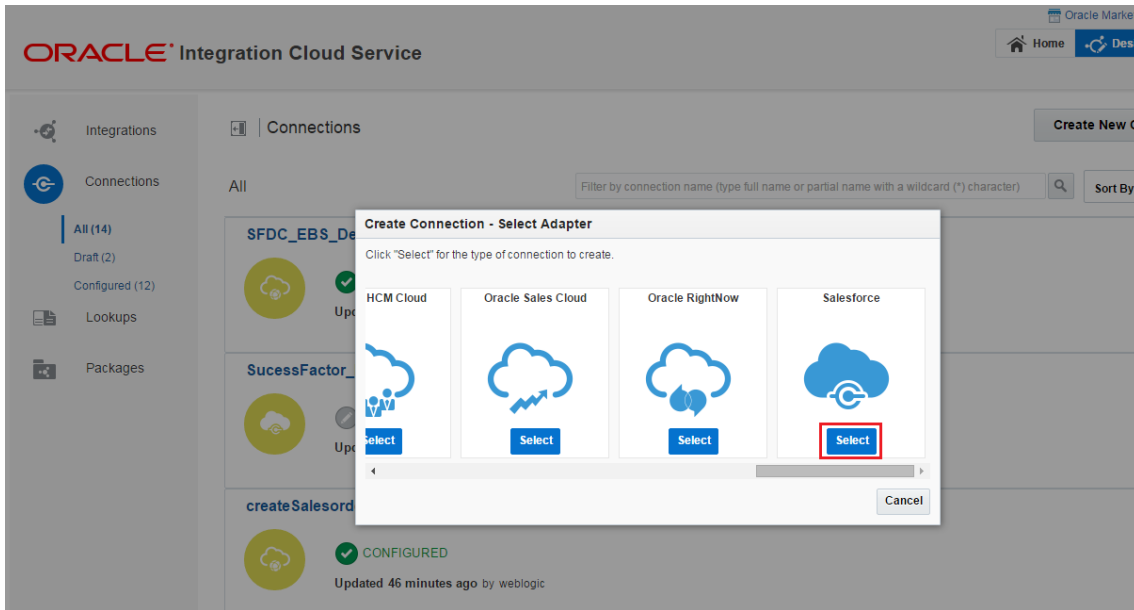 Oracle Marke
ORACLE Integration Cloud Service
Home
Des
Integrations
Connections
Create New C
Connections
All
Filter by connection name (type full name or partial name with a wildcard (*) character)
Sort By
All (14)
Draft (2)
Configured (12)
Lookups
Packages
SFDC_EBS_De
Upd
SucessFactor_
Upd
createSalesord
CONFIGURED
Updated 46 minutes ago by weblogic
Create Connection - Select Adapter
Click "Select" for the type of connection to create.
HCM Cloud
Oracle Sales Cloud
Oracle RightNow
Salesforce
Select
Select
Select
Select
Cancel